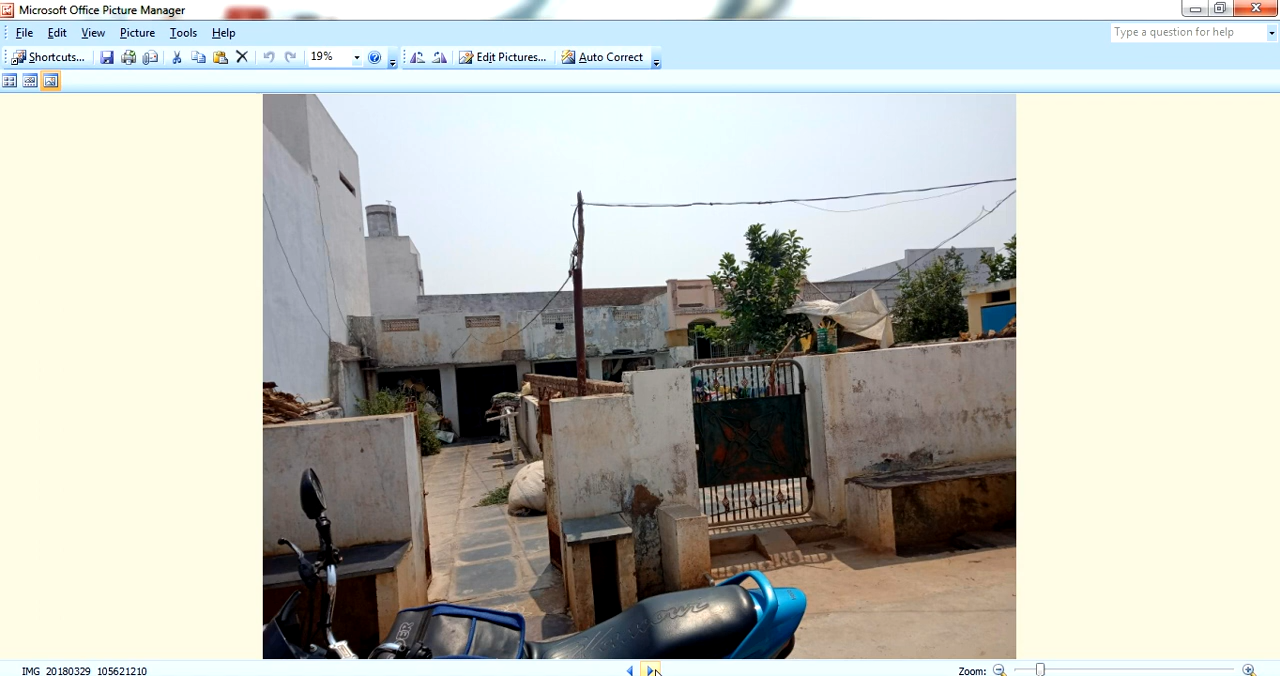 Microsoft Office Picture Manager
File Edit View Picture Tools Help
Type a question for help
Shortcuts... 19% Edit Pictures... Auto Correct
IMG_20180329_105621210
Zoom: